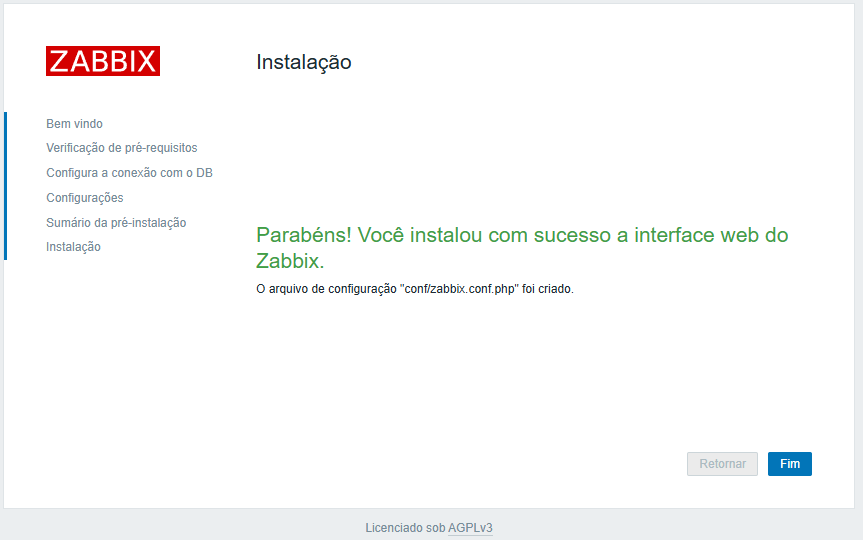 ZABBIX
Instalação
Bem vindo
Verificação de pré-requisitos
Configura a conexão com o DB
Configurações
Sumário da pré-instalação
Instalação
Parabéns! Você instalou com sucesso a interface web do
Zabbix.
O arquivo de configuração "conf/zabbix.conf.php" foi criado.
Retornar
Fim
Licenciado sob AGPLv3